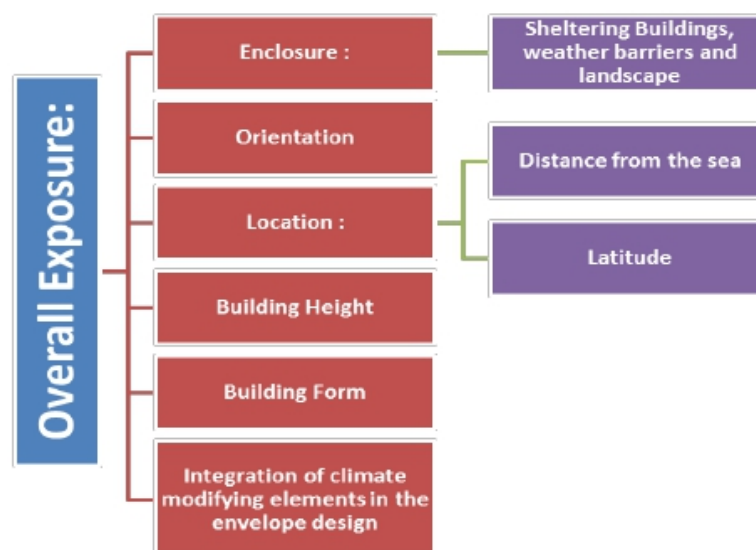 Overall Exposure:
Enclosure :
Sheltering Buildings,
weather barriers and
landscape
Orientation
Location :
Distance from the sea
Latitude
Building Height
Building Form
Integration of climate
modifying elements in the
envelope design